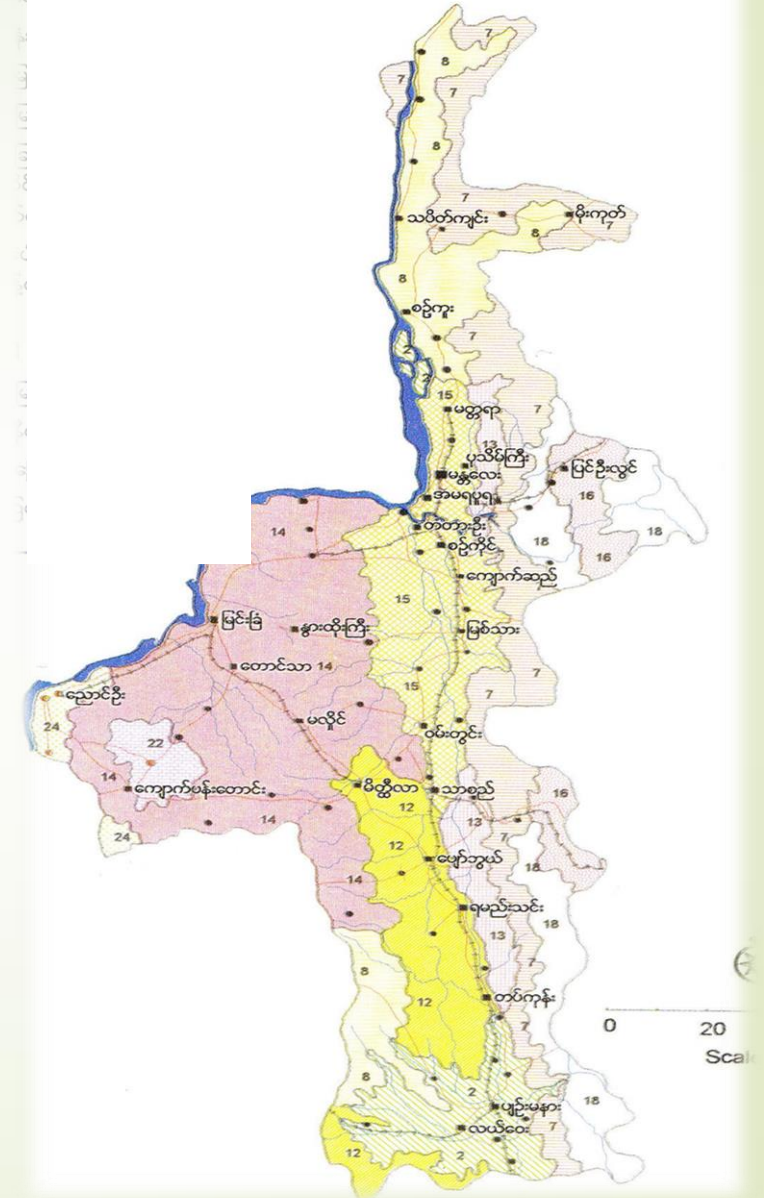 7
8
7
7
8
7
သပိတ်ကျင်း
မိုးကုတ်
7
8
8
စဉ့်ကူး
7
2
2
15
မတ္တရာ
7
13
ပုသိမ်ကြီး
မန္တလေး
ပြင်ဦးလွင်
အမရပူရ
16
14
တံတားဦး
18
18
စဉ့်ကိုင်
16
ကျောက်ဆည်
15
မြင်းခြံ
နွားထိုးကြီး
မြစ်သား
တောင်သာ
14
7
15
7
ညောင်ဦး
24
မလှိုင်
ဝမ်းတွင်း
22
14
ကျောက်ပန်းတောင်း
မိတ္ထီလာ
သာစည်
16
12
14
13
7
24
12
ပျော်ဘွယ်
18
14
ရမည်းသင်း
18
13
8
7
12
တပ်ကုန်း
0 20
7
Scal
8
2
18
ပျဉ်းမနား
လယ်ဝေး
7
12
2